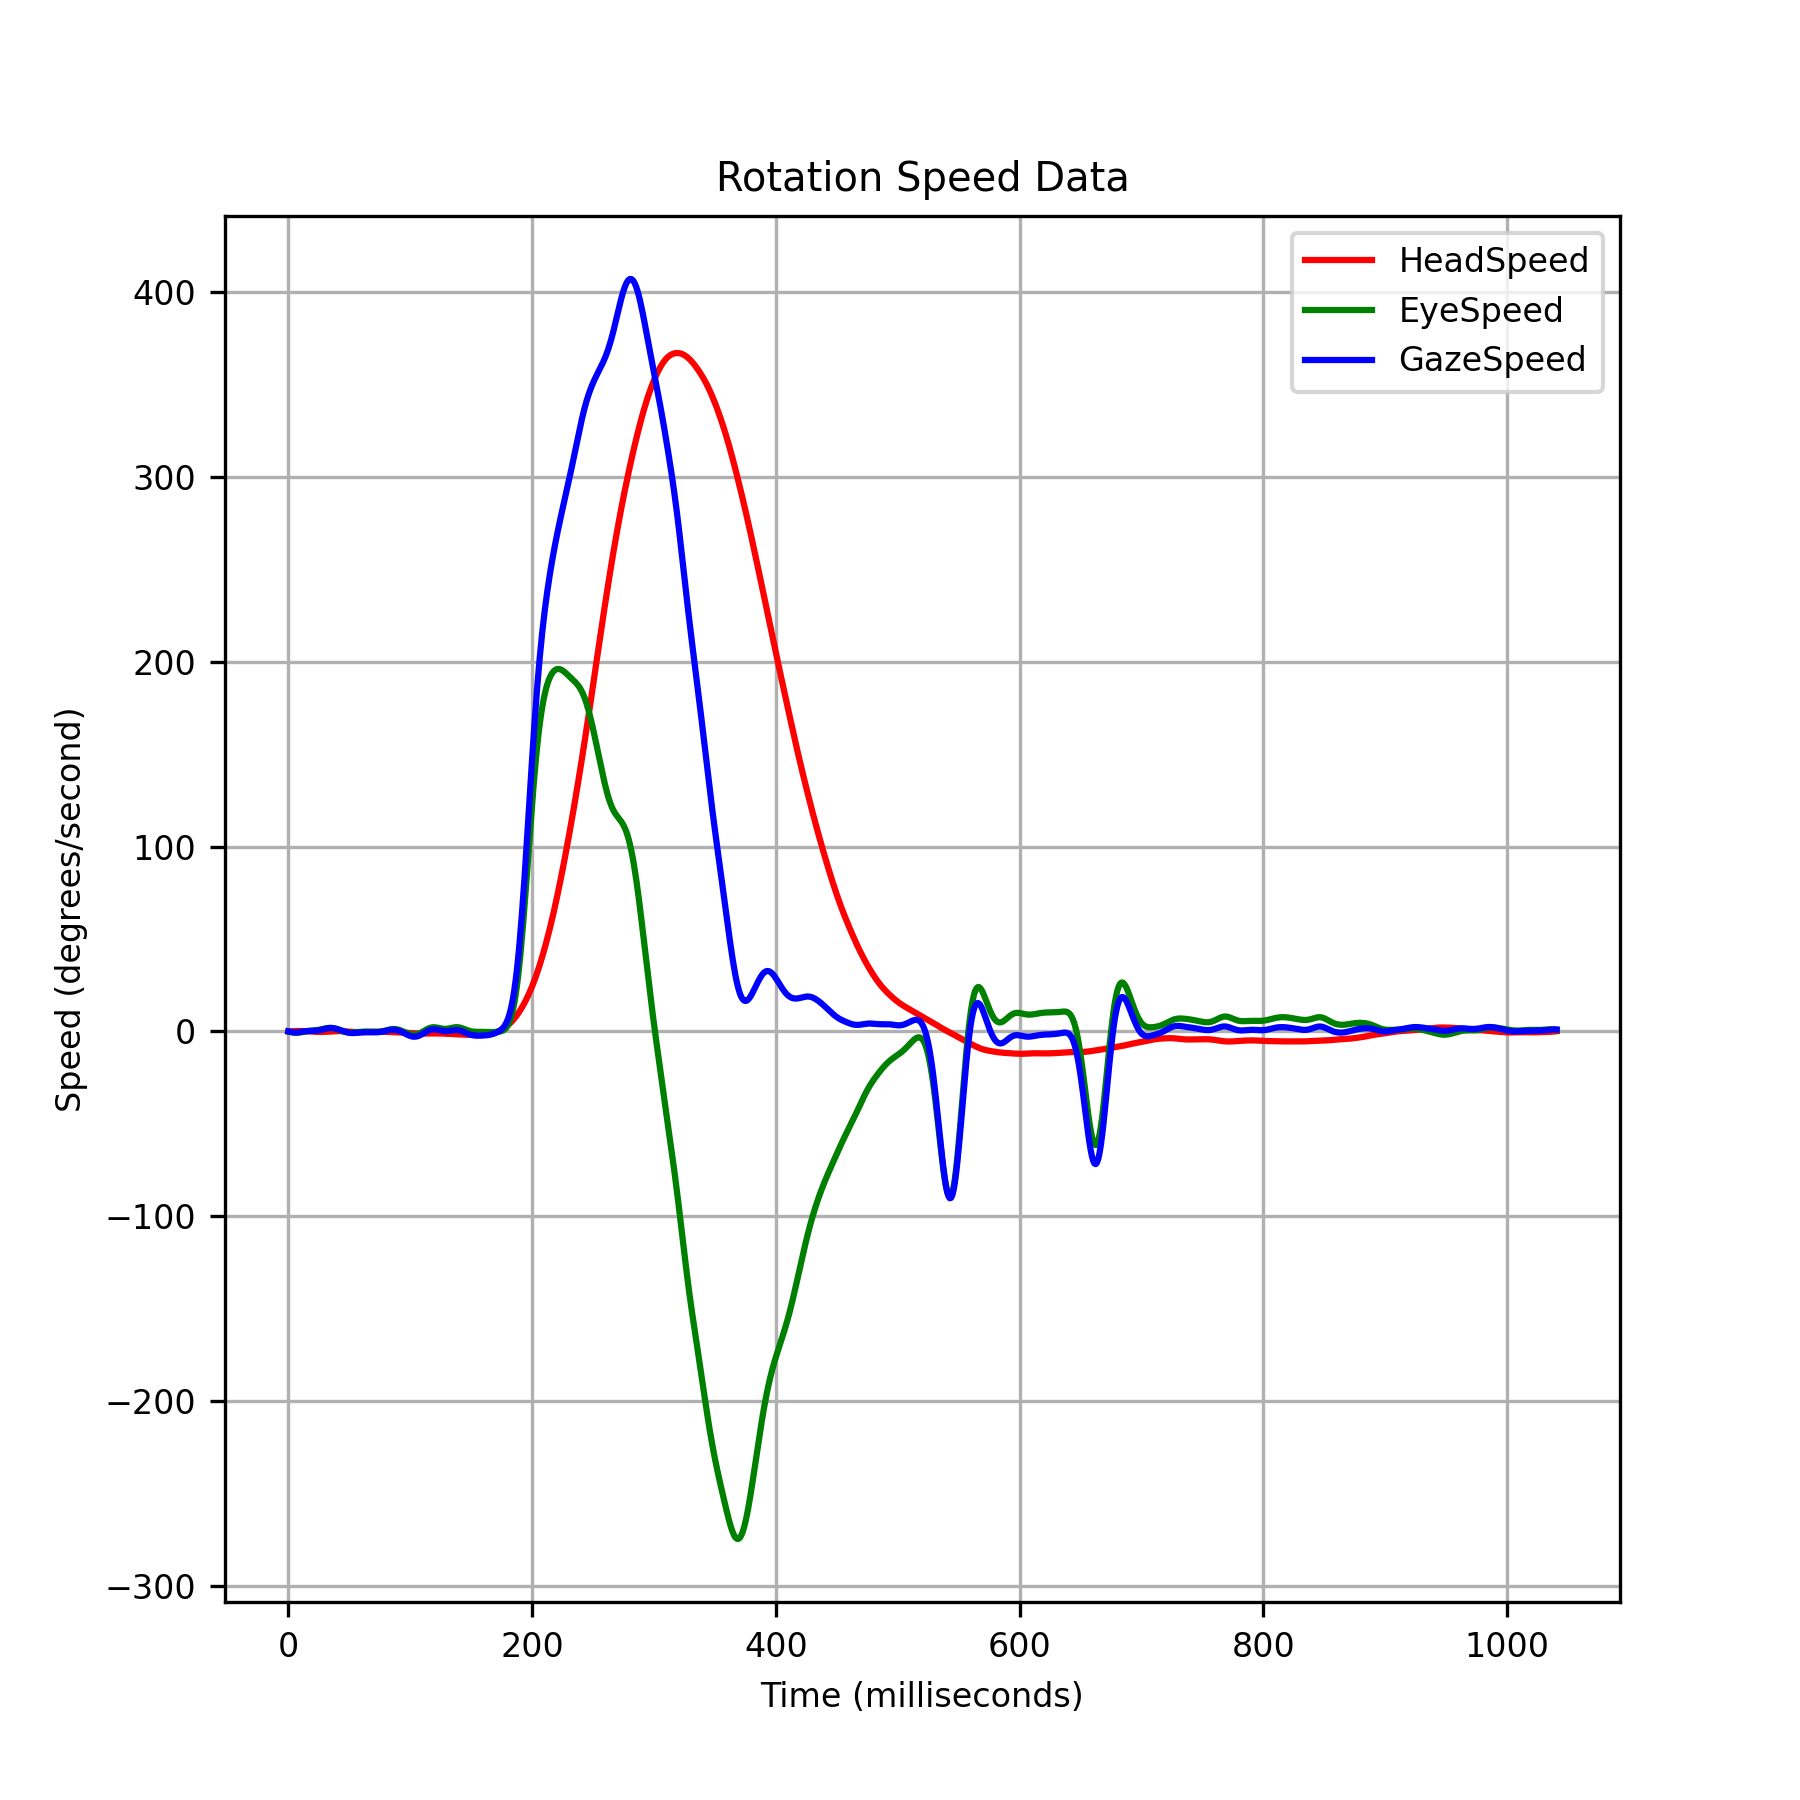 Rotation Speed Data
HeadSpeed
EyeSpeed
GazeSpeed
400
300
200
100
0
−100
−200
−300
Speed (degrees/second)
0 200 400 600 800 1000
Time (milliseconds)